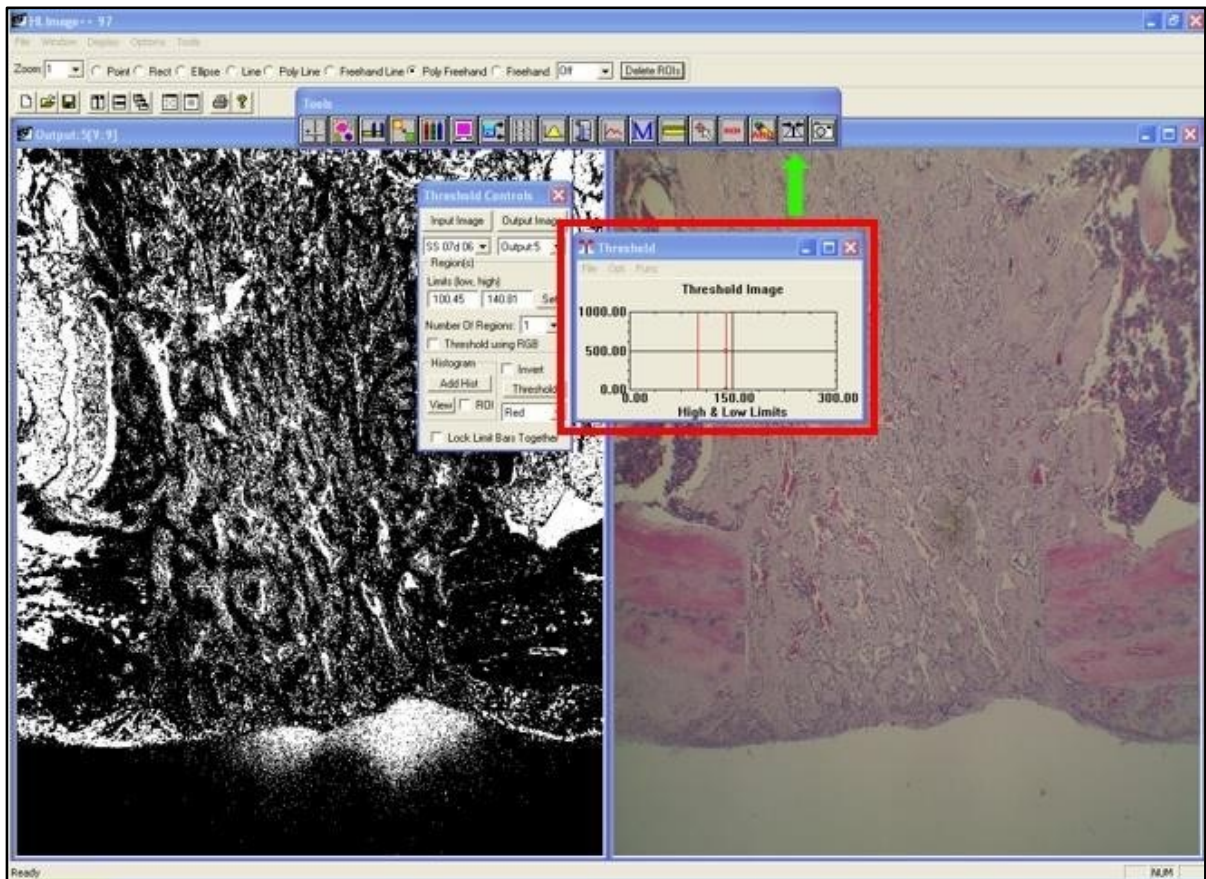 HLImage++ 97
File Window Display Options Tools
Zoom: 1 Point Rect Ellipse Line Poly Line Freehand Line Poly Freehand Freehand Off Delete ROIs
Tools
Output:5[V:9]
Threshold Controls
Input Image Output Image
SS 07d 06 Output:5
Region(s)
Limits (low, high)
100.45 140.81
Number Of Regions: 1
Threshold using RGB
Histogram
Invert
Add Hist Threshold
View ROI
Red
Lock Limit Bars Together
Threshold
File Opt Func
Threshold Image
1000.00
500.00
0.00
0.00 150.00 300.00
High & Low Limits
Ready NUM